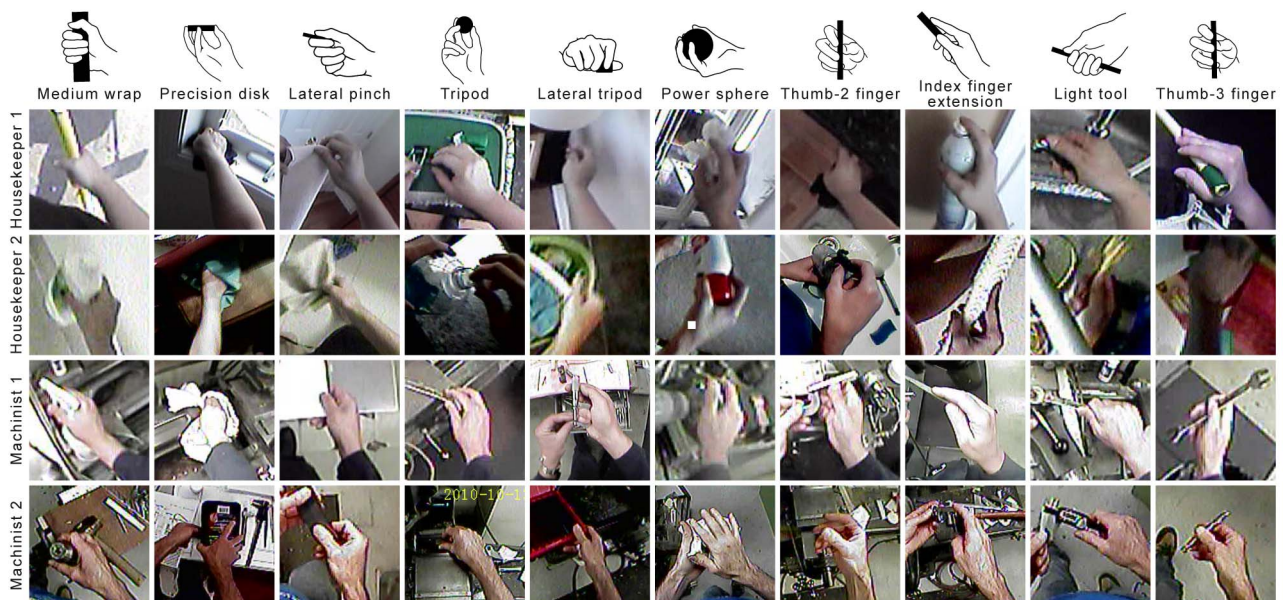 Medium wrap
Precision disk
Lateral pinch
Tripod
Lateral tripod
Power sphere
Thumb-2 finger
Index finger
extension
Light tool
Thumb-3 finger
Housekeeper 1
Housekeeper 2
Machinist 1
Machinist 2
2010-10-1